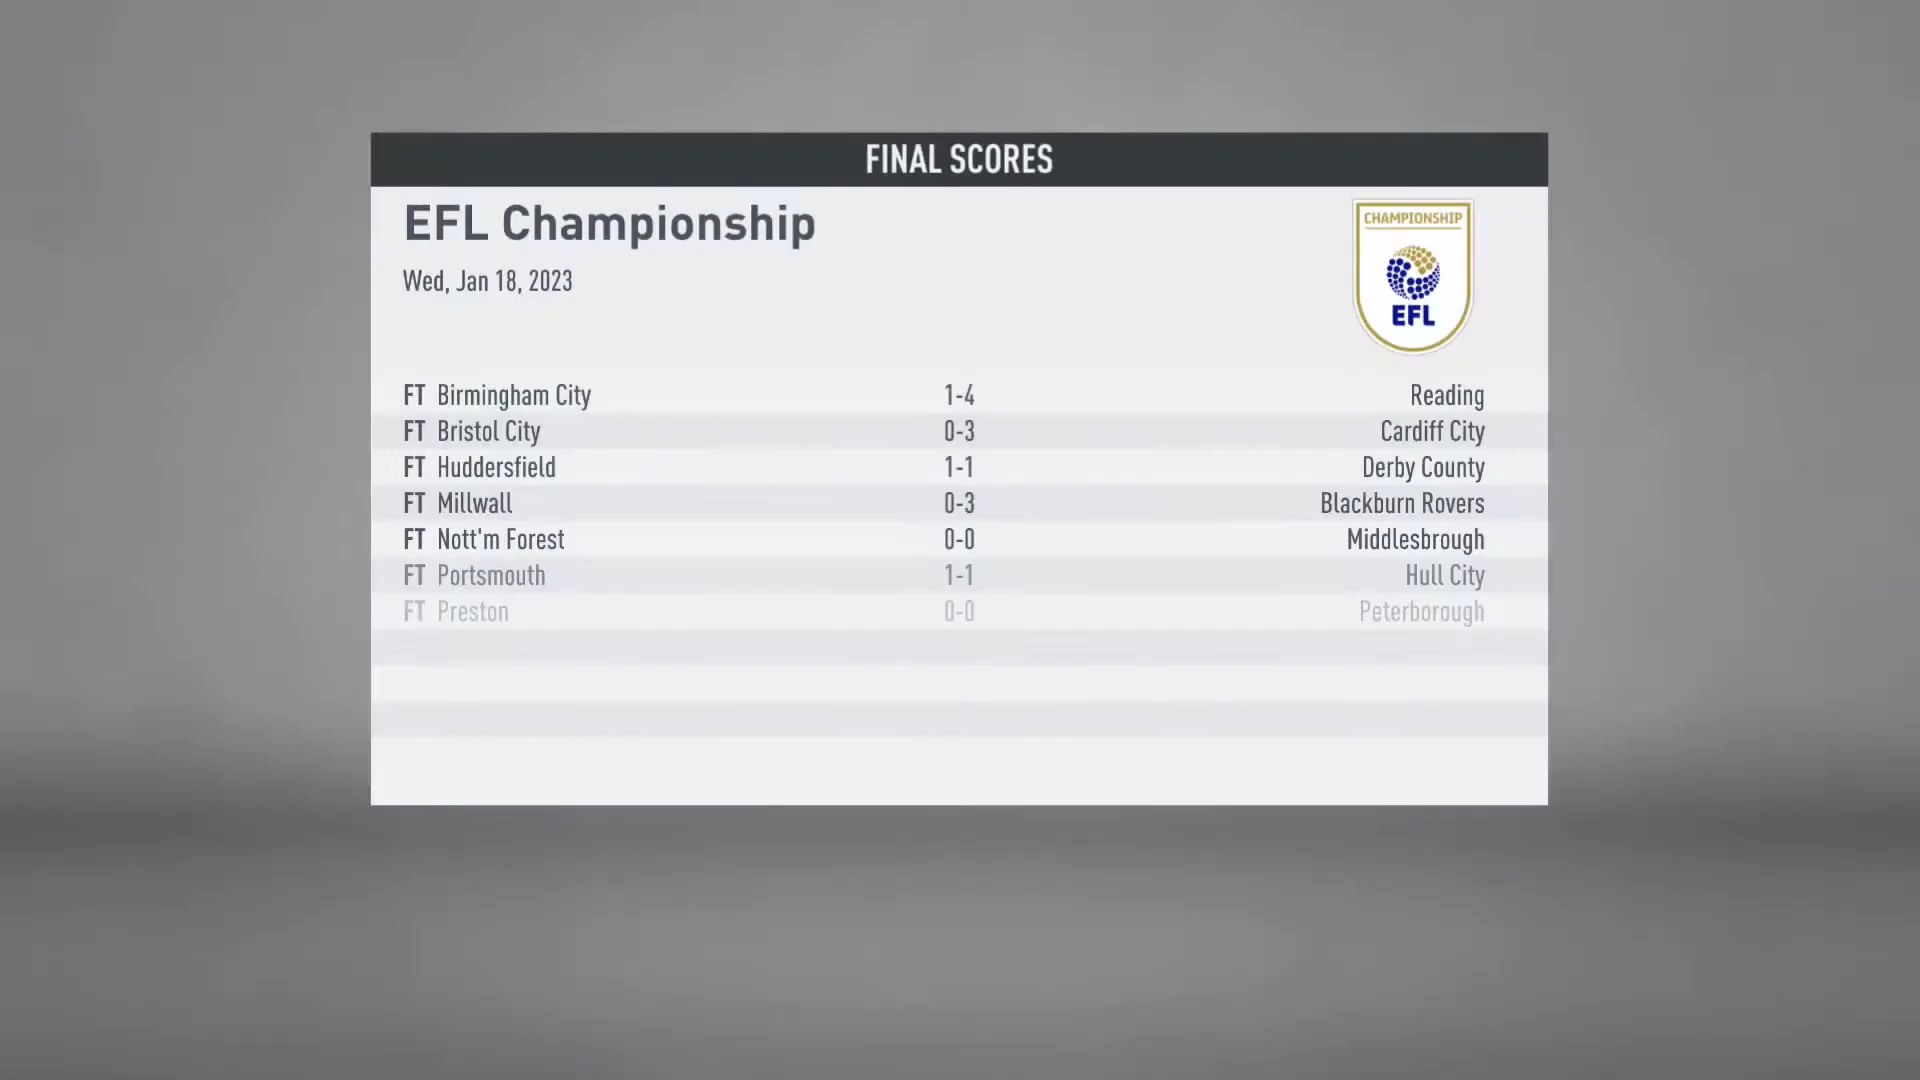 FINAL SCORES
EFL Championship
CHAMPIONSHIP
EFL
Wed, Jan 18, 2023
FT Birmingham City 1-4 Reading
FT Bristol City 0-3 Cardiff City
FT Huddersfield 1-1 Derby County
FT Millwall 0-3 Blackburn Rovers
FT Nott'm Forest 0-0 Middlesbrough
FT Portsmouth 1-1 Hull City
FT Preston 0-0 Peterborough